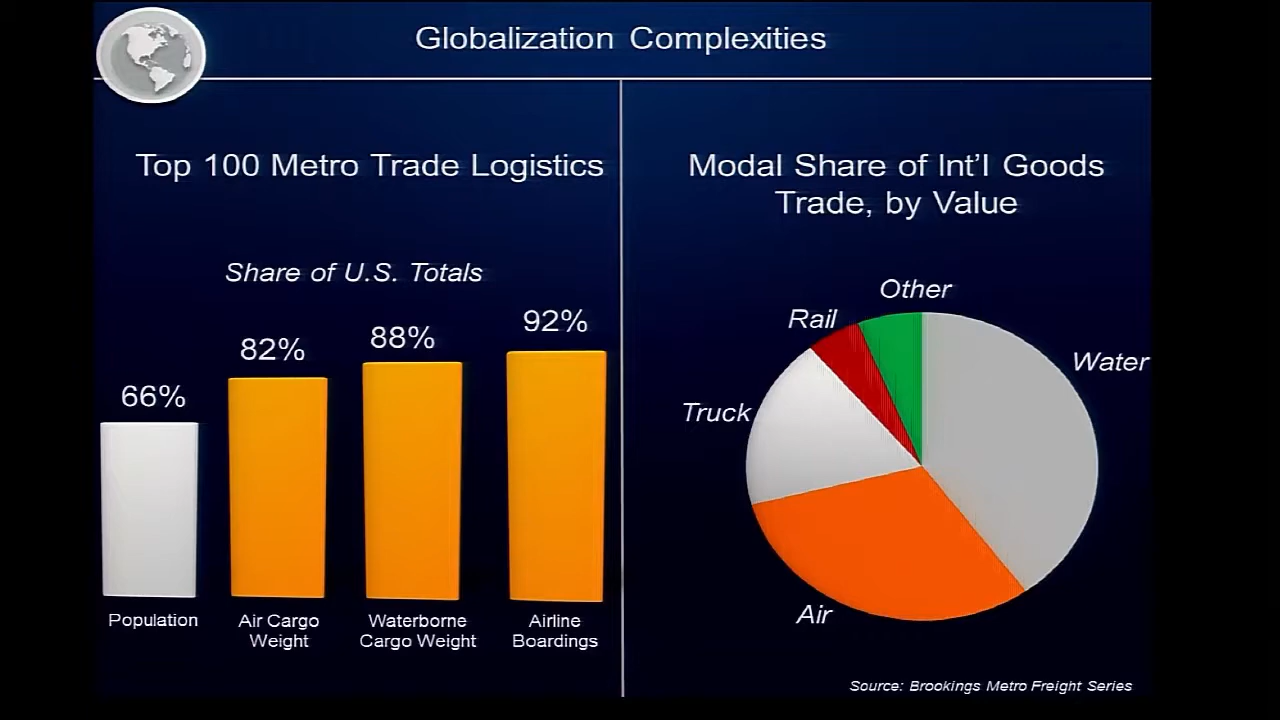 Globalization Complexities
Top 100 Metro Trade Logistics
Share of U.S. Totals
66%
82%
88%
92%
Population
Air Cargo
Weight
Waterborne
Cargo Weight
Airline
Boardings
Modal Share of Int'l Goods
Trade, by Value
Other
Rail
Water
Truck
Air
Source: Brookings Metro Freight Series